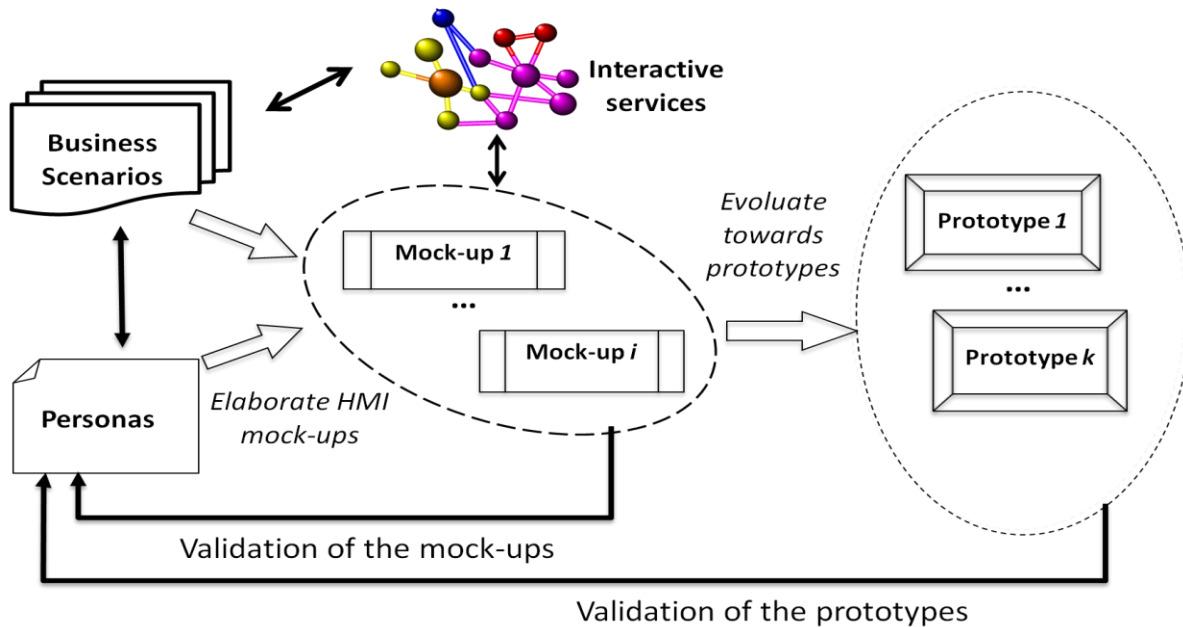 Interactive
services
Business
Scenarios
Mock-up 1
...
Mock-up i
Evoluate
towards
prototypes
Prototype 1
...
Prototype k
Personas
Elaborate HMI
mock-ups
Validation of the mock-ups
Validation of the prototypes